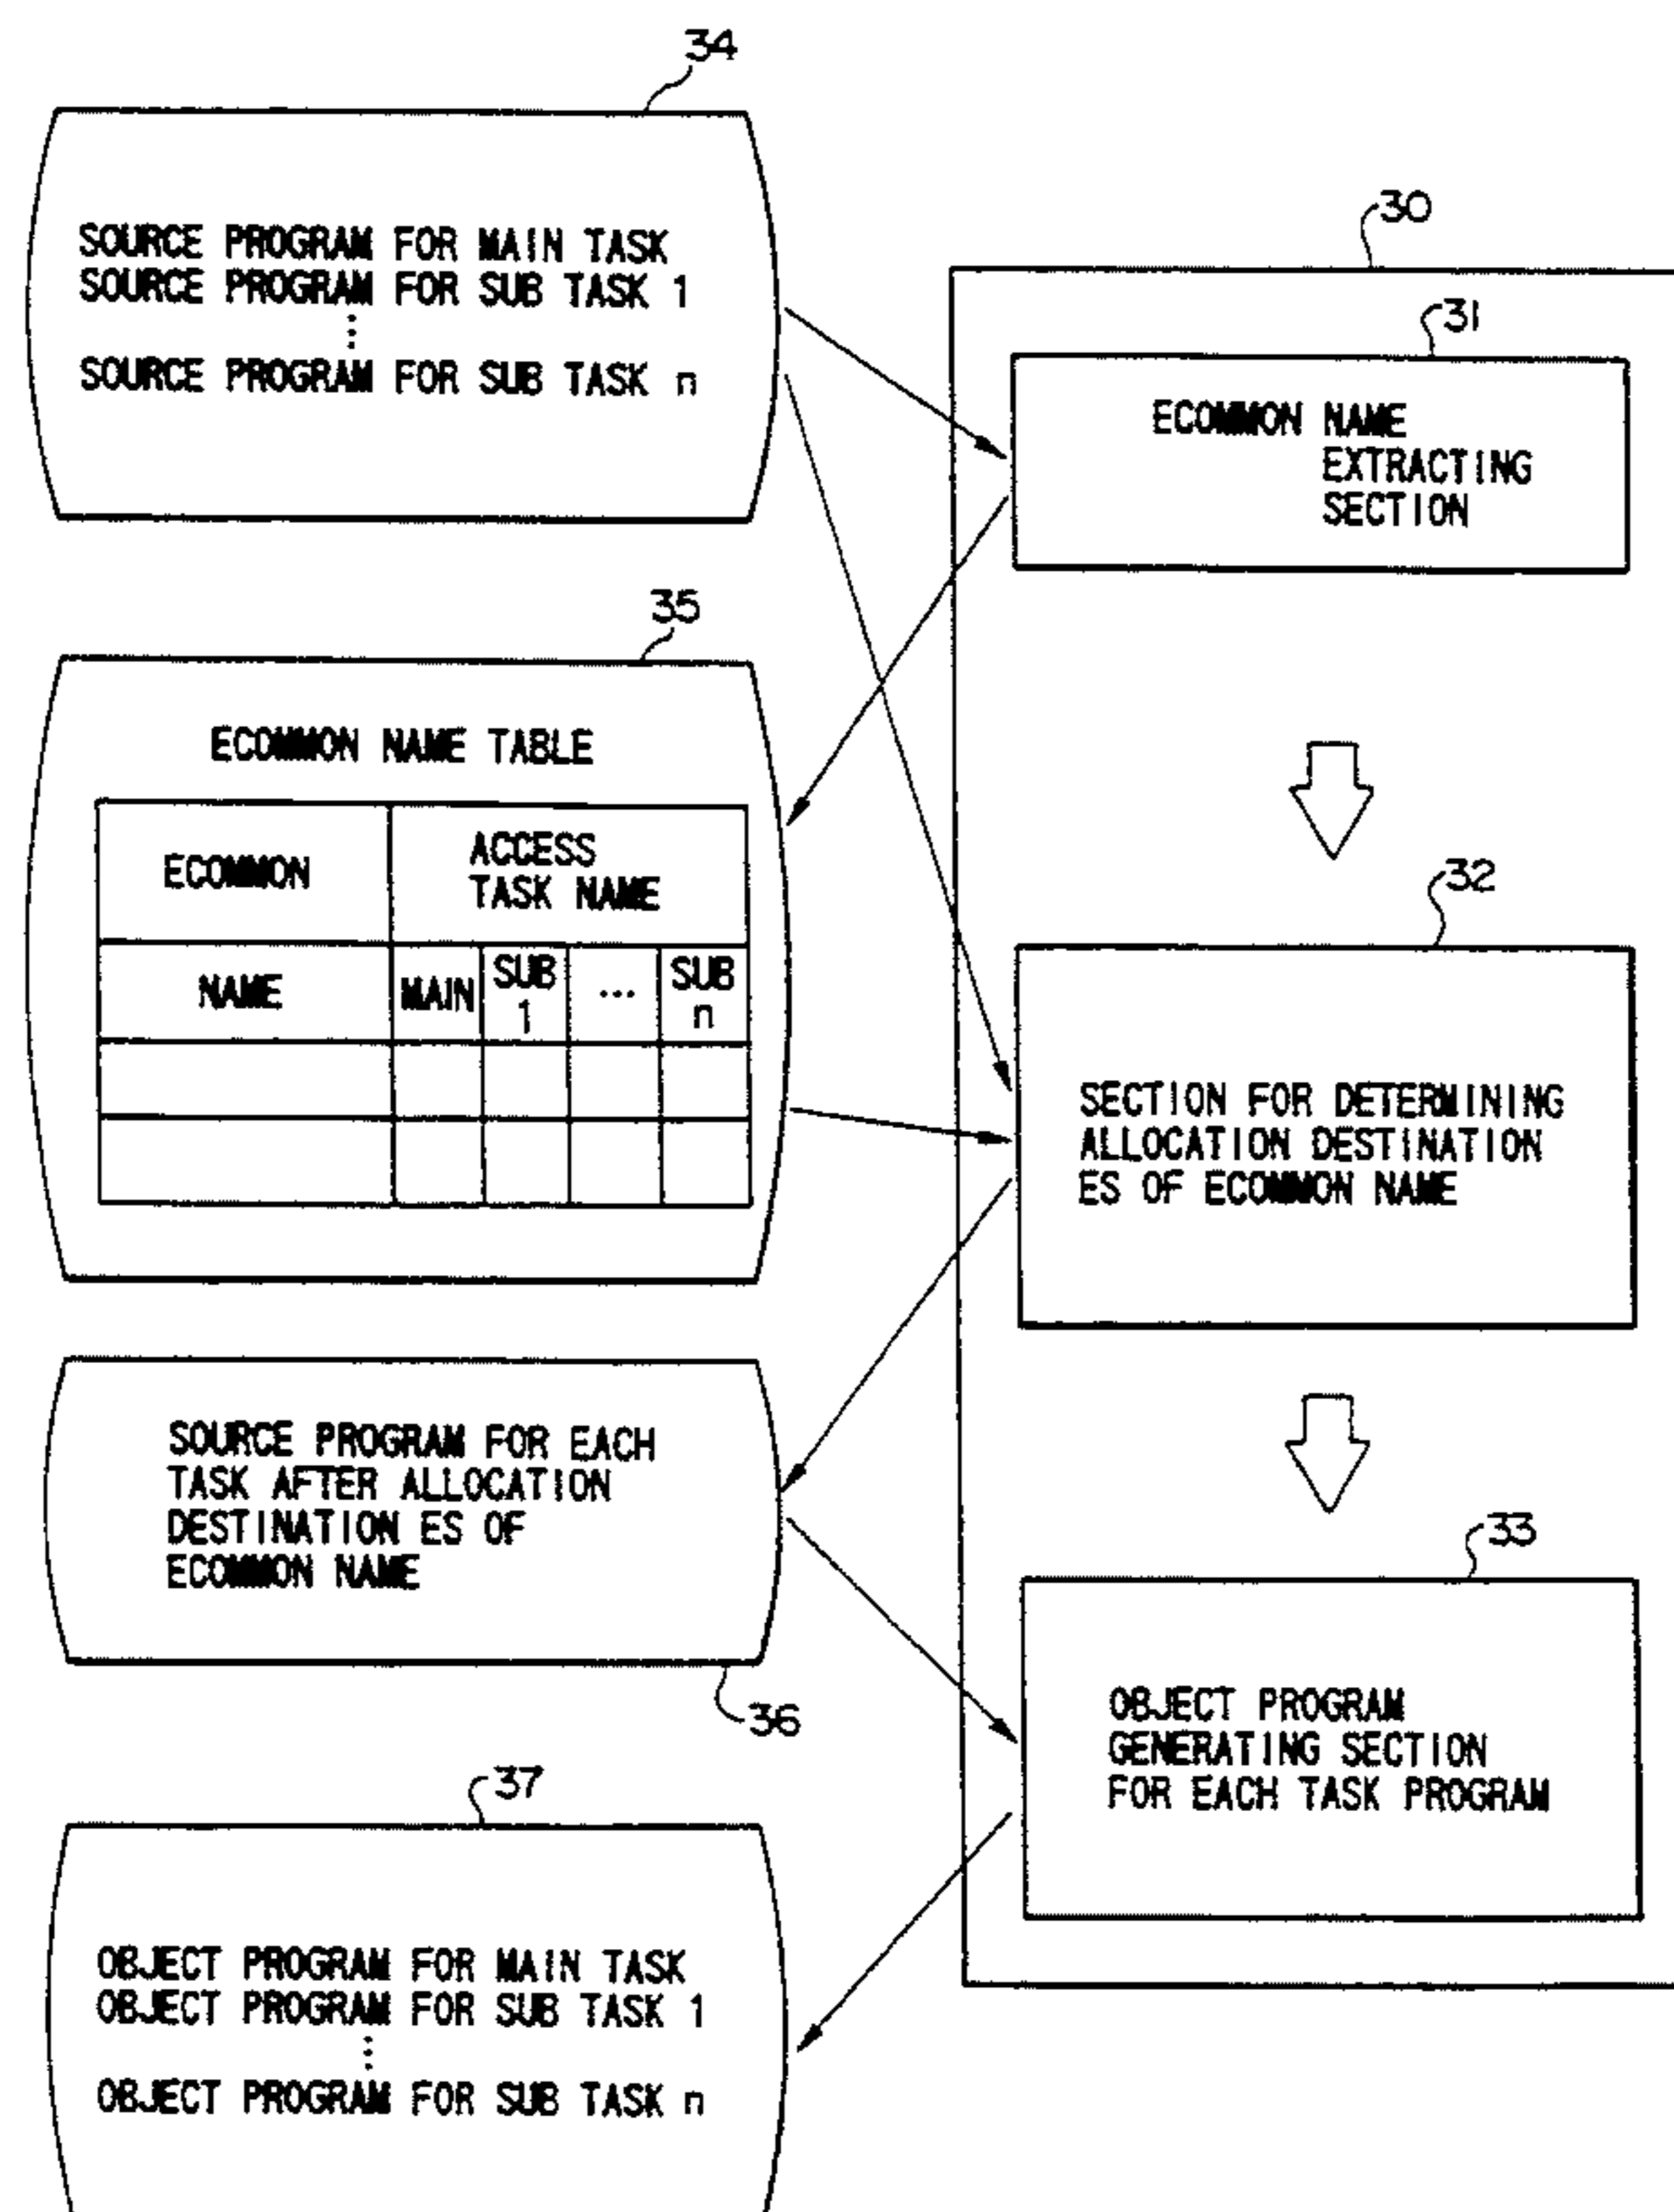 34
SOURCE PROGRAM FOR MAIN TASK
SOURCE PROGRAM FOR SUB TASK 1
⋮
SOURCE PROGRAM FOR SUB TASK n
30
31
ECOMMON NAME
EXTRACTING
SECTION
35
ECOMMON NAME TABLE
ECOMMON
ACCESS
TASK NAME
NAME
MAIN
SUB
1
...
SUB
n
32
SECTION FOR DETERMINING
ALLOCATION DESTINATION
ES OF ECOMMON NAME
SOURCE PROGRAM FOR EACH
TASK AFTER ALLOCATION
DESTINATION ES OF
ECOMMON NAME
36
33
OBJECT PROGRAM
GENERATING SECTION
FOR EACH TASK PROGRAM
37
OBJECT PROGRAM FOR MAIN TASK
OBJECT PROGRAM FOR SUB TASK 1
⋮
OBJECT PROGRAM FOR SUB TASK n